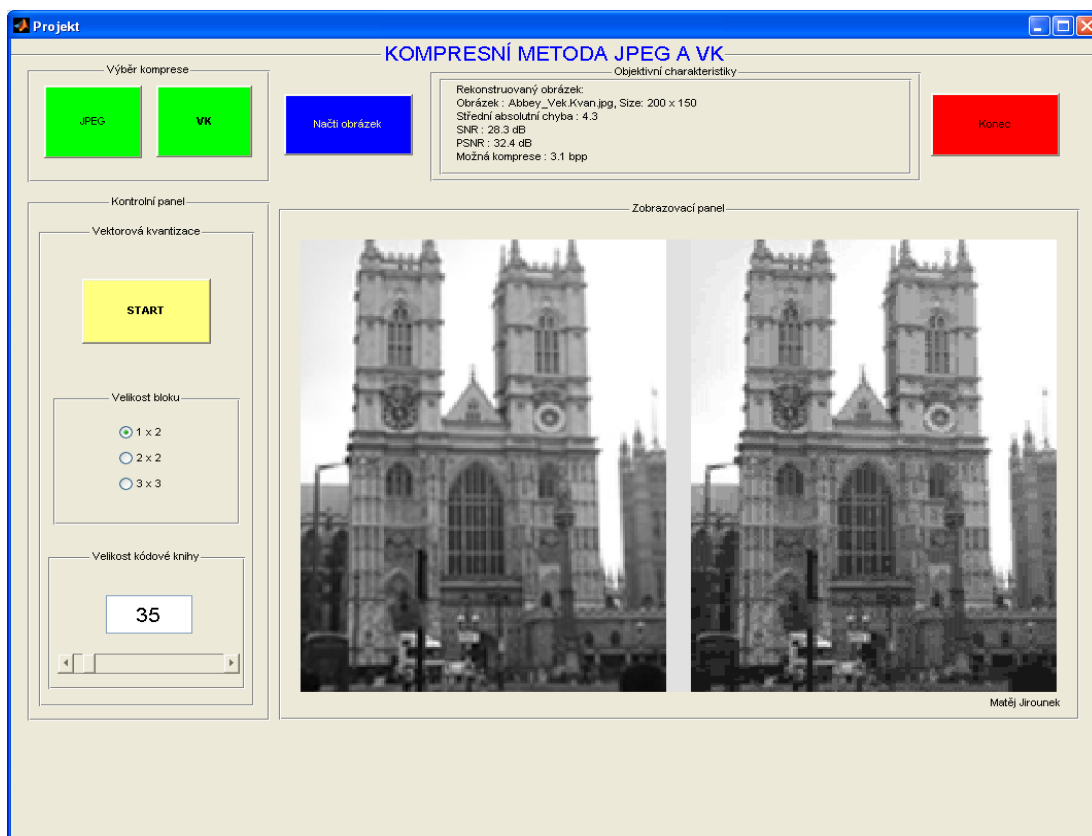 Projekt
KOMPRESNÍ METODA JPEG A VK
Výběr komprese
JPEG
VK
Načti obrázek
Objektivní charakteristiky
Rekonstruovaný obrázek:
Obrázek : Abbey_Vek.Kvan.jpg, Size: 200 x 150
Střední absolutní chyba : 4.3
SNR : 28.3 dB
PSNR : 32.4 dB
Možná komprese : 3.1 bpp
Konec
Kontrolní panel
Vektorová kvantizace
START
Velikost bloku
1 x 2
2 x 2
3 x 3
Velikost kódové knihy
35
Zobrazovací panel
Matěj Jirounek